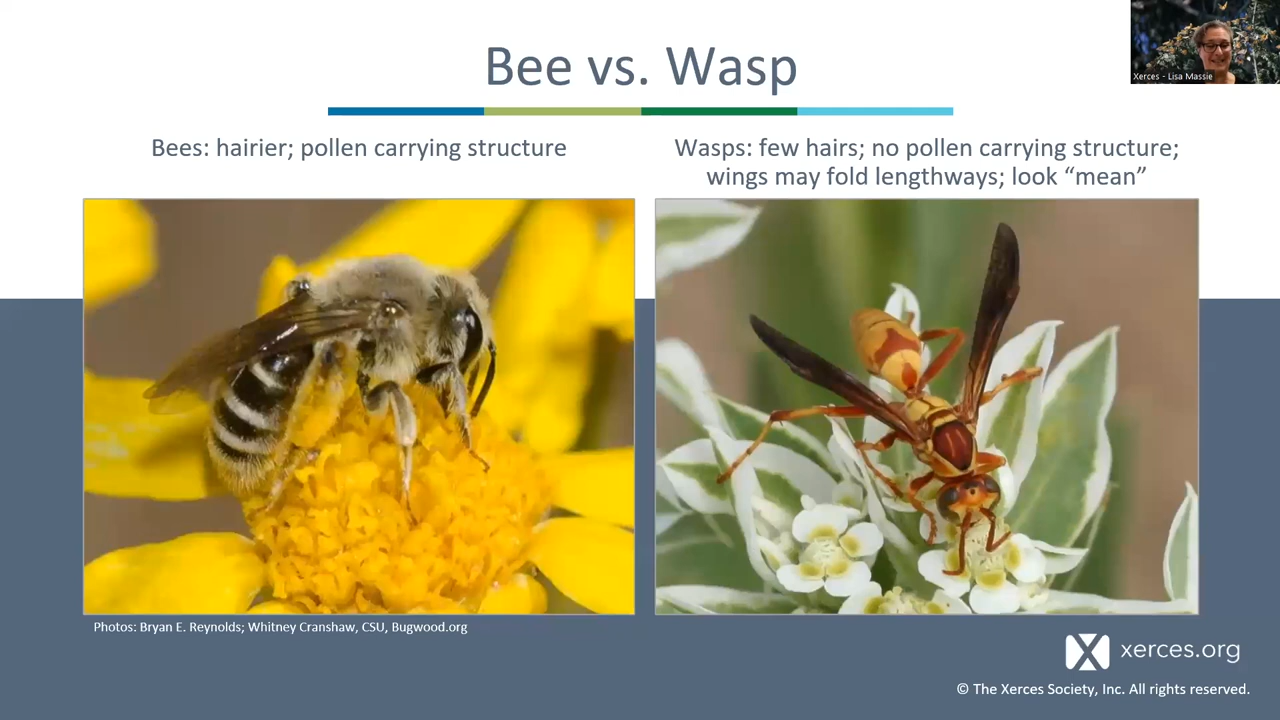 Bee vs. Wasp
Xerces - Lisa Massie
Bees: hairier; pollen carrying structure
Wasps: few hairs; no pollen carrying structure;
wings may fold lengthways; look “mean”
Photos: Bryan E. Reynolds; Whitney Cranshaw, CSU, Bugwood.org
xerces.org
© The Xerces Society, Inc. All rights reserved.